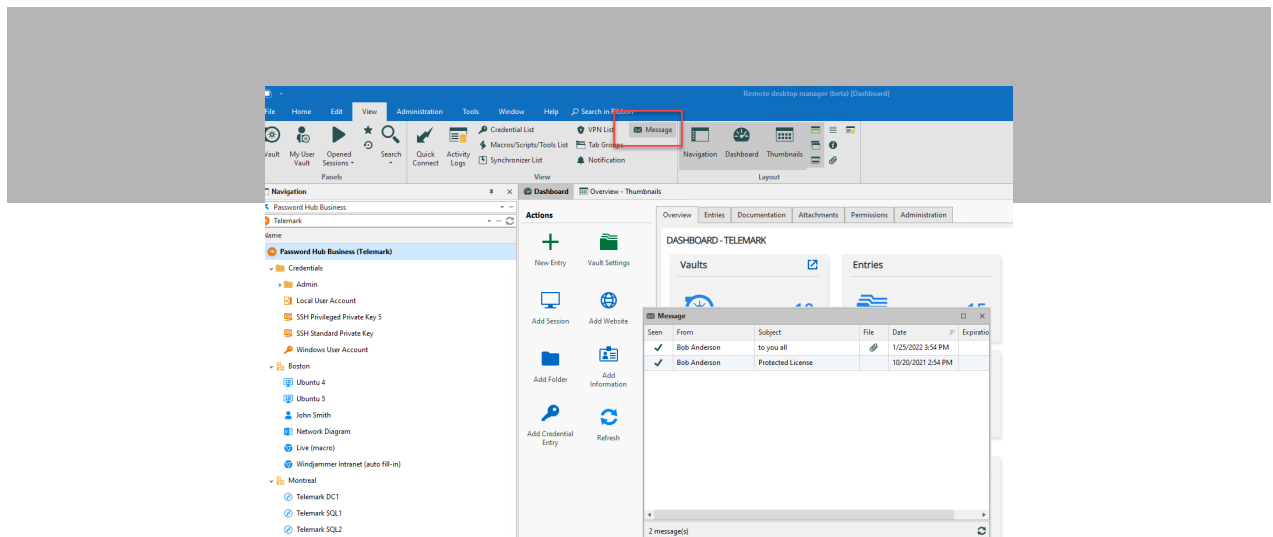 Remote desktop manager (beta) [Dashboard]
File Home Edit View Administration Tools Window Help Search in Ribbon
Vault
My User Vault
Opened Sessions
Search
Panels
Quick Connect
Activity Logs
Credential List
Macros/Scripts/Tools List
Synchronizer List
VPN List
Tab Groups
Notification
Message
View
Navigation
Dashboard
Thumbnails
Layout
Navigation
Password Hub Business
Telemark
Name
Password Hub Business (Telemark)
Credentials
Admin
Local User Account
SSH Privileged Private Key 5
SSH Standard Private Key
Windows User Account
Boston
Ubuntu 4
Ubuntu 5
John Smith
Network Diagram
Live (macro)
Windjammer Intranet (auto fill-in)
Montreal
Telemark DC1
Telemark SQL1
Telemark SQL2
Dashboard
Overview - Thumbnails
Actions
New Entry
Vault Settings
Add Session
Add Website
Add Folder
Add Information
Add Credential Entry
Refresh
Overview Entries Documentation Attachments Permissions Administration
DASHBOARD - TELEMARK
Vaults
Entries
Message
Seen From Subject File Date Expiratio
Bob Anderson to you all 1/25/2022 3:54 PM
Bob Anderson Protected License 10/20/2021 2:54 PM
2 message(s)